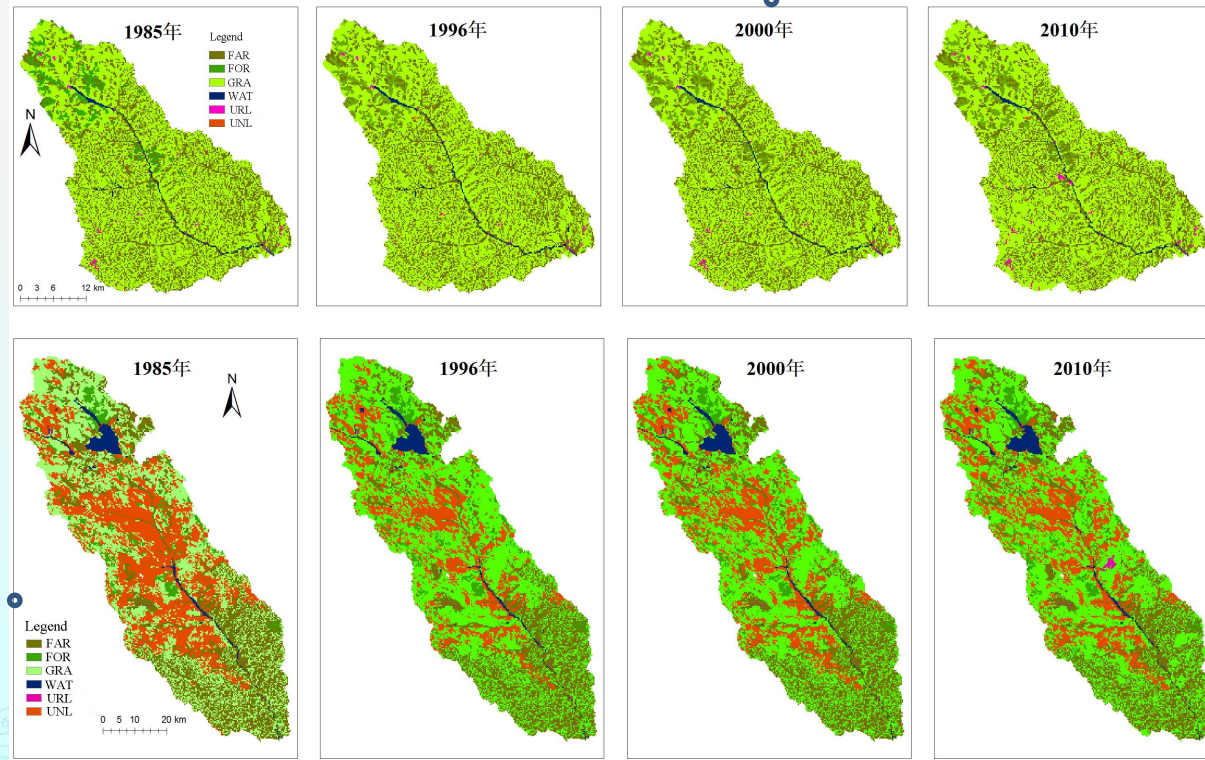 1985年
1996年
2000年
2010年
Legend
FAR
FOR
GRA
WAT
URL
UNL
N
0 3 6 12 km
1985年
1996年
2000年
2010年
N
Legend
FAR
FOR
GRA
WAT
URL
UNL
0 5 10 20 km